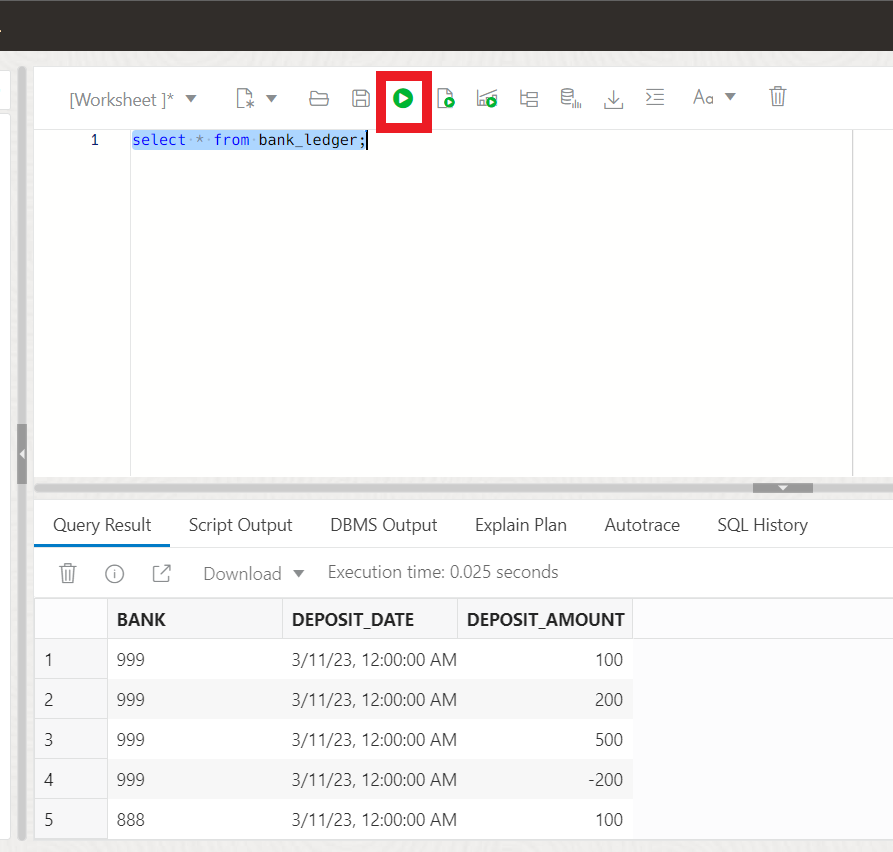 [Worksheet ]* Aa
1 select * from bank_ledger;
Query Result Script Output DBMS Output Explain Plan Autotrace SQL History
Download Execution time: 0.025 seconds
BANK DEPOSIT_DATE DEPOSIT_AMOUNT
1 999 3/11/23, 12:00:00 AM 100
2 999 3/11/23, 12:00:00 AM 200
3 999 3/11/23, 12:00:00 AM 500
4 999 3/11/23, 12:00:00 AM -200
5 888 3/11/23, 12:00:00 AM 100